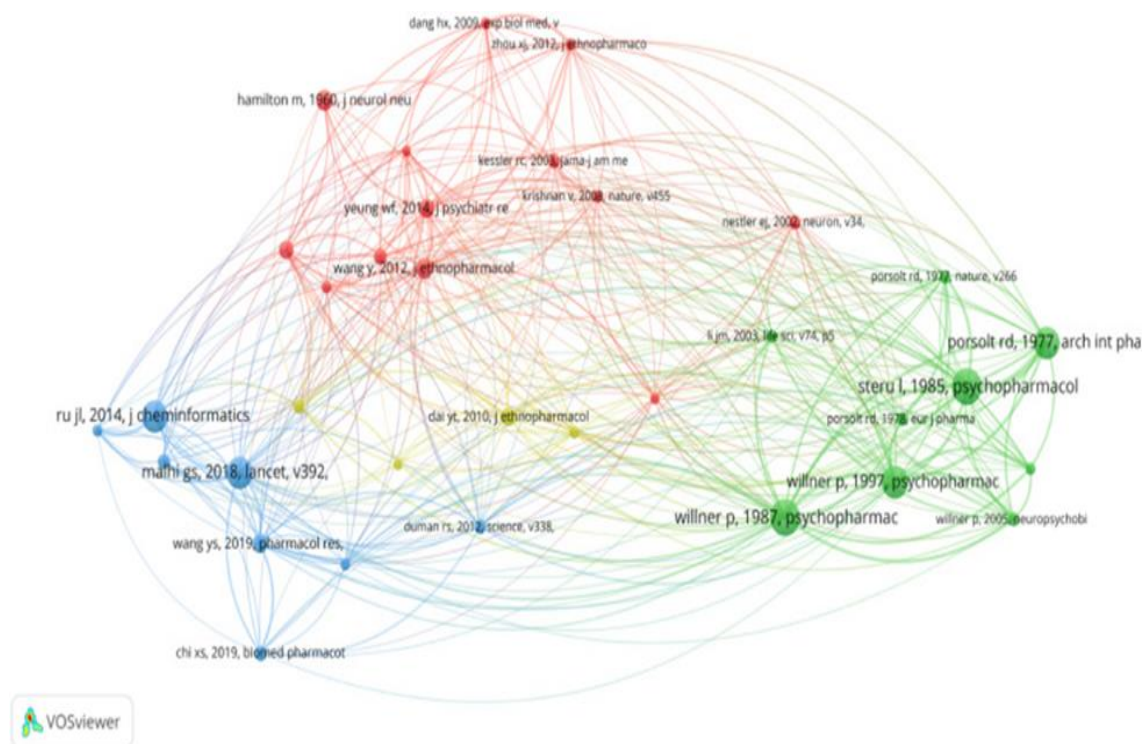 dang hx, 2009, exp biol med, v
zhou xj, 2012, j ethnopharmaco
hamilton m, 1960, j neurol neu
kessler rc, 2003, jama-j am me
krishnan v, 2008, nature, v455
yeung wf, 2014, j psychiatr re
nestler ej, 2002, neuron, v34,
wang y, 2012, j ethnopharmacol
porsolt rd, 1977, nature, v266
li jm, 2003, life sci, v74, p5
porsolt rd, 1977, arch int pha
steru l, 1985, psychopharmacol
ru jl, 2014, j cheminformatics
dai yt, 2010, j ethnopharmacol
porsolt rd, 1978, eur j pharma
malhi gs, 2018, lancet, v392,
willner p, 1997, psychopharmac
willner p, 1987, psychopharmac
willner p, 2005, neuropsychobi
duman rs, 2012, science, v338,
wang ys, 2019, pharmacol res,
chi xs, 2019, biomed pharmacot
VOSviewer